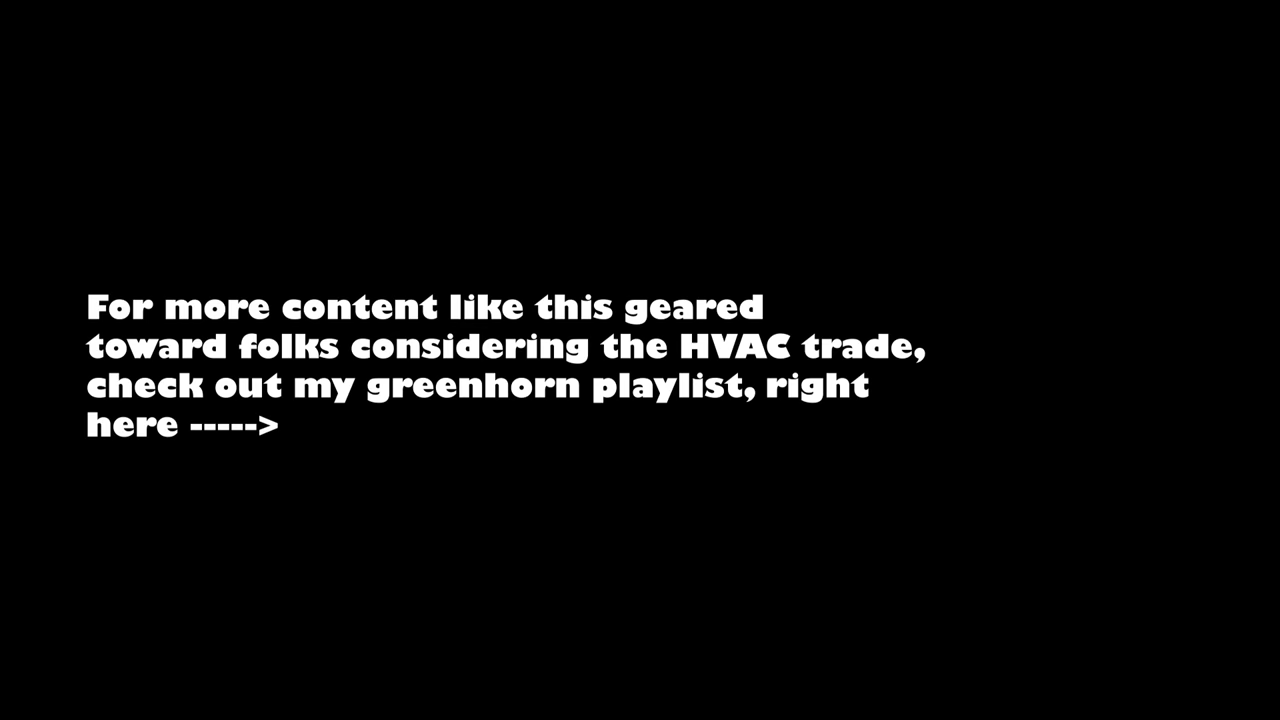 For more content like this geared
toward folks considering the HVAC trade,
check out my greenhorn playlist, right
here ----->